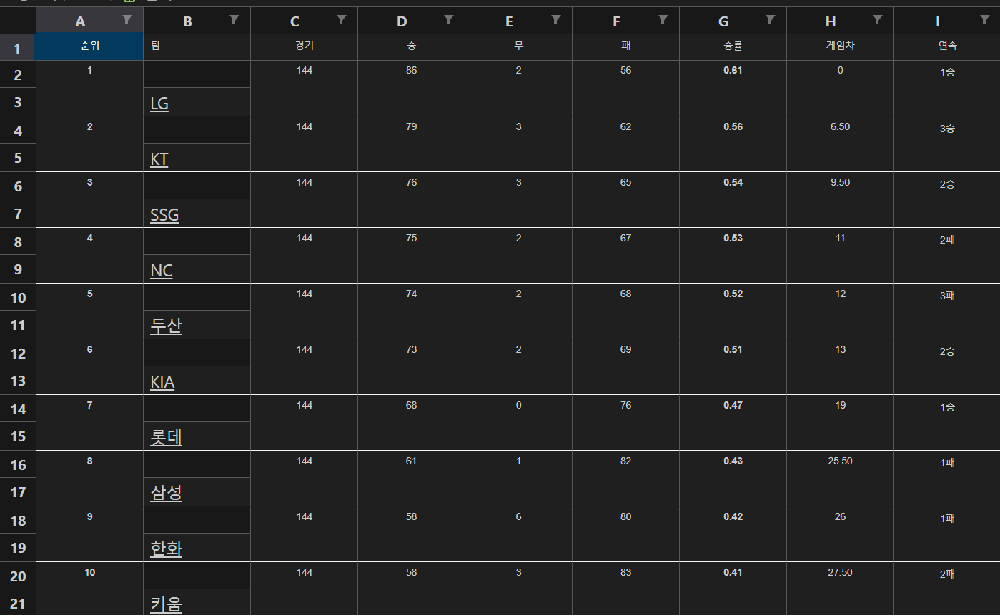 A B C D E F G H I
1 순위 팀 경기 승 무 패 승률 게임차 연속
2 1 144 86 2 56 0.61 0 1승
3 LG
4 2 144 79 3 62 0.56 6.50 3승
5 KT
6 3 144 76 3 65 0.54 9.50 2승
7 SSG
8 4 144 75 2 67 0.53 11 2패
9 NC
10 5 144 74 2 68 0.52 12 3패
11 두산
12 6 144 73 2 69 0.51 13 2승
13 KIA
14 7 144 68 0 76 0.47 19 1승
15 롯데
16 8 144 61 1 82 0.43 25.50 1패
17 삼성
18 9 144 58 6 80 0.42 26 1패
19 한화
20 10 144 58 3 83 0.41 27.50 2패
21 키움